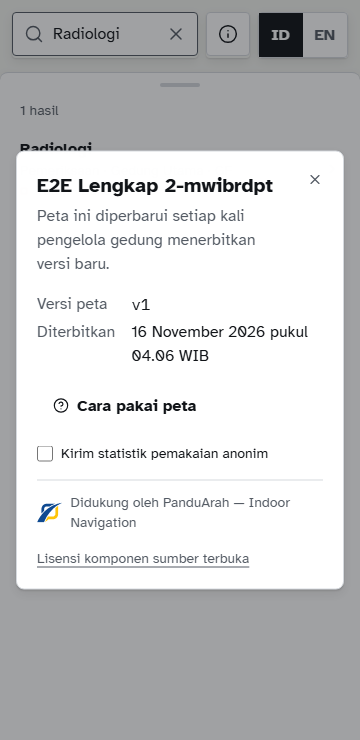 Radiologi
ID
EN
1 hasil
Radiologi
E2E Lengkap 2-mwibrdpt
Peta ini diperbarui setiap kali
pengelola gedung menerbitkan
versi baru.
Versi peta v1
Diterbitkan 16 November 2026 pukul
04.06 WIB
Cara pakai peta
Kirim statistik pemakaian anonim
Didukung oleh PanduArah — Indoor
Navigation
Lisensi komponen sumber terbuka